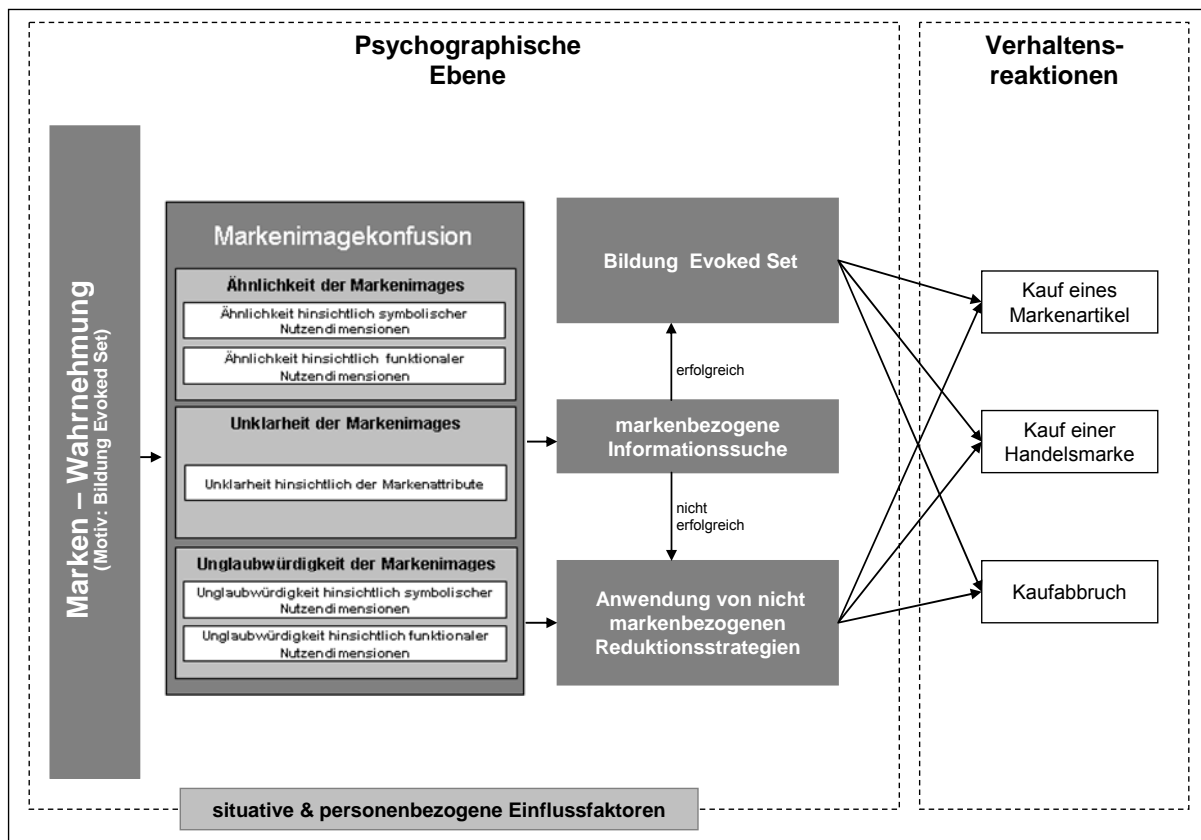 Psychographische
Ebene
Verhaltens-
reaktionen
Marken – Wahrnehmung
(Motiv: Bildung Evoked Set)
Markenimagekonfusion
Ähnlichkeit der Markenimages
Ähnlichkeit hinsichtlich symbolischer
Nutzendimensionen
Ähnlichkeit hinsichtlich funktionaler
Nutzendimensionen
Unklarheit der Markenimages
Unklarheit hinsichtlich der Markenattribute
Unglaubwürdigkeit der Markenimages
Unglaubwürdigkeit hinsichtlich symbolischer
Nutzendimensionen
Unglaubwürdigkeit hinsichtlich funktionaler
Nutzendimensionen
Bildung Evoked Set
erfolgreich
markenbezogene
Informationssuche
nicht
erfolgreich
Anwendung von nicht
markenbezogenen
Reduktionsstrategien
Kauf eines
Markenartikel
Kauf einer
Handelsmarke
Kaufabbruch
situative & personenbezogene Einflussfaktoren